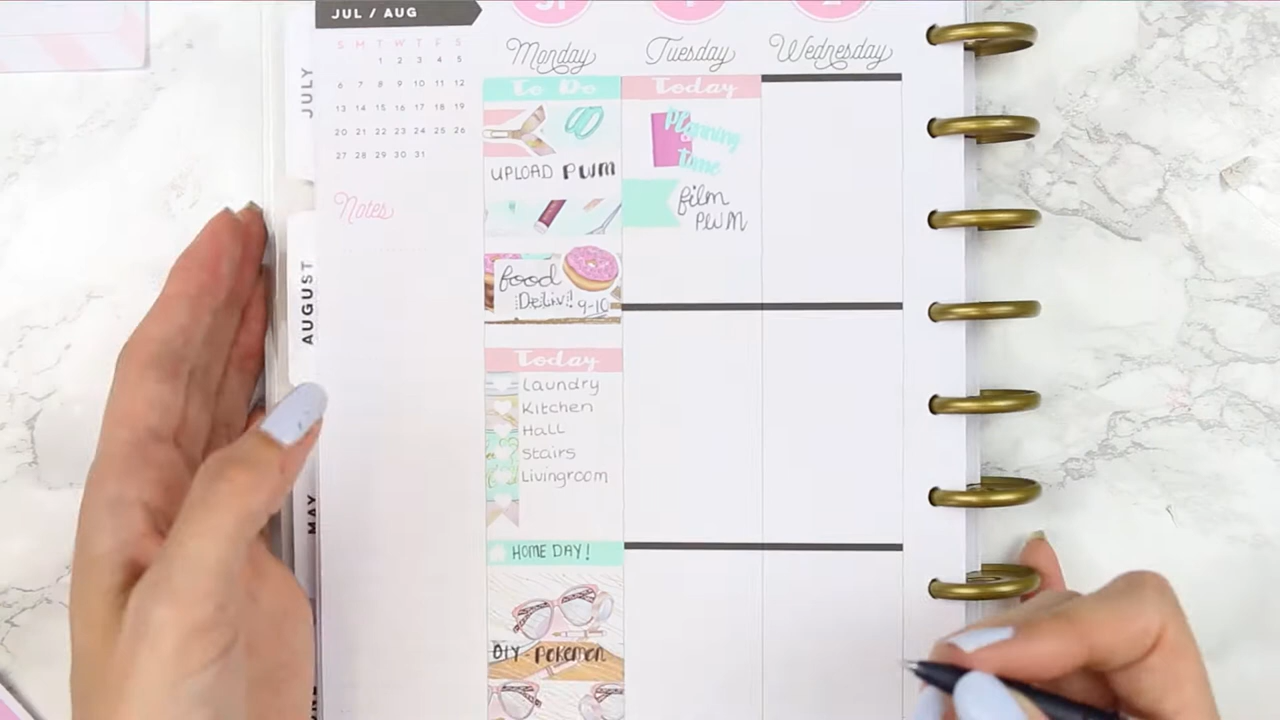 JUL / AUG
S M T W T F S
1 2 3 4 5
6 7 8 9 10 11 12
13 14 15 16 17 18 19
20 21 22 23 24 25 26
27 28 29 30 31
Notes
JULY
AUGUST
MAY
31
Monday
To Do
UPLOAD PWM
food
Deliv! 9-10
Today
Laundry
Kitchen
Hall
stairs
Livingroom
HOME DAY!
DIY - Pokemon
1
Tuesday
Today
Planning
time
film
PWM
2
Wednesday